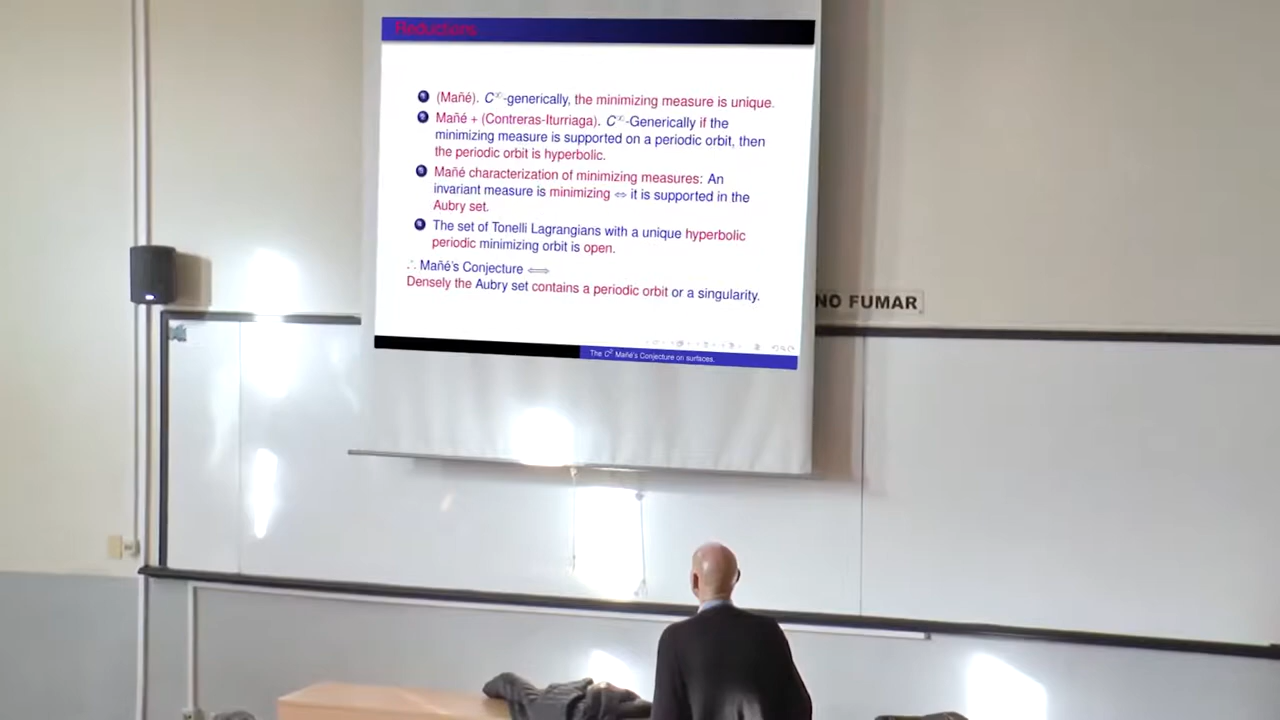 Reductions
(Mañé). C∞-generically, the minimizing measure is unique.
Mañé + (Contreras-Iturriaga). C∞-Generically if the
minimizing measure is supported on a periodic orbit, then
the periodic orbit is hyperbolic.
Mañé characterization of minimizing measures: An
invariant measure is minimizing ⇔ it is supported in the
Aubry set.
The set of Tonelli Lagrangians with a unique hyperbolic
periodic minimizing orbit is open.
∴ Mañé's Conjecture ⟺
Densely the Aubry set contains a periodic orbit or a singularity.
The C² Mañé's Conjecture on surfaces.
NO FUMAR